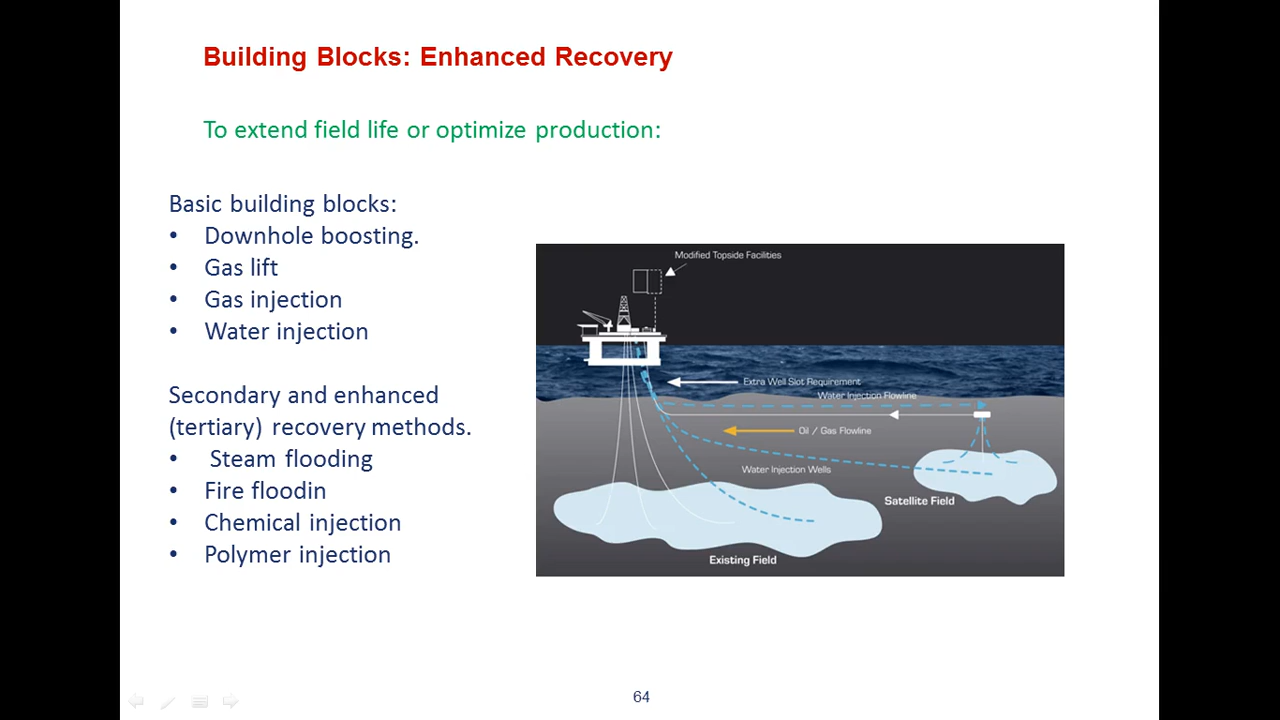 Building Blocks: Enhanced Recovery
To extend field life or optimize production:
Basic building blocks:
• Downhole boosting.
• Gas lift
• Gas injection
• Water injection
Secondary and enhanced
(tertiary) recovery methods.
• Steam flooding
• Fire floodin
• Chemical injection
• Polymer injection
Modified Topside Facilities
Extra Well Slot Requirement
Water Injection Flowline
Oil / Gas Flowline
Water Injection Wells
Satellite Field
Existing Field
64